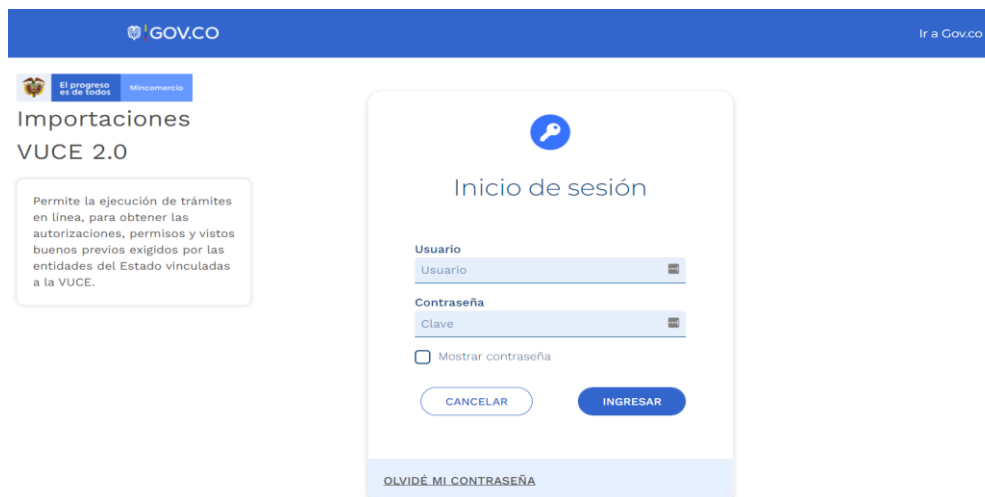 GOV.CO
Ir a Gov.co
El progreso
es de todos
Mincomercio
Importaciones
VUCE 2.0
Permite la ejecución de trámites
en línea, para obtener las
autorizaciones, permisos y vistos
buenos previos exigidos por las
entidades del Estado vinculadas
a la VUCE.
Inicio de sesión
Usuario
Usuario
Contraseña
Clave
Mostrar contraseña
CANCELAR
INGRESAR
OLVIDÉ MI CONTRASEÑA